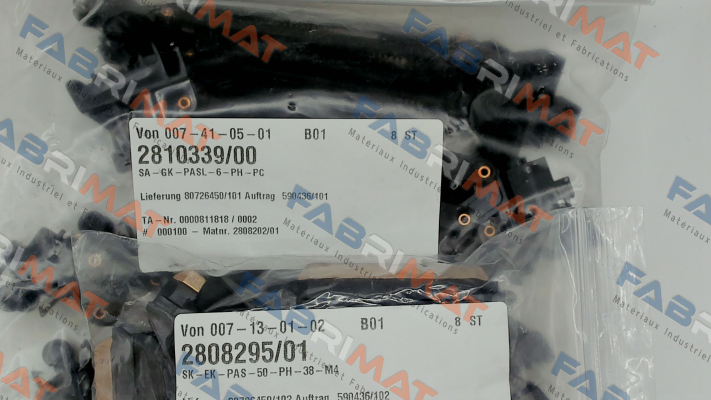 Von 007-41-05-01 B01 8 ST
2810339/00
SA-GK-PASL-6-PH-PC
Lieferung 80726450/101 Auftrag 590436/101
TA-Nr. 0000811818 / 0002
# 000100 - Matnr. 2808202/01
Von 007-13-01-02 B01 8 ST
2808295/01
SK-EK-PAS-50-PH-38-M4
80726450/102 Auftrag 590436/102
FABRIMAT
Materiaux Industriel et Fabrications